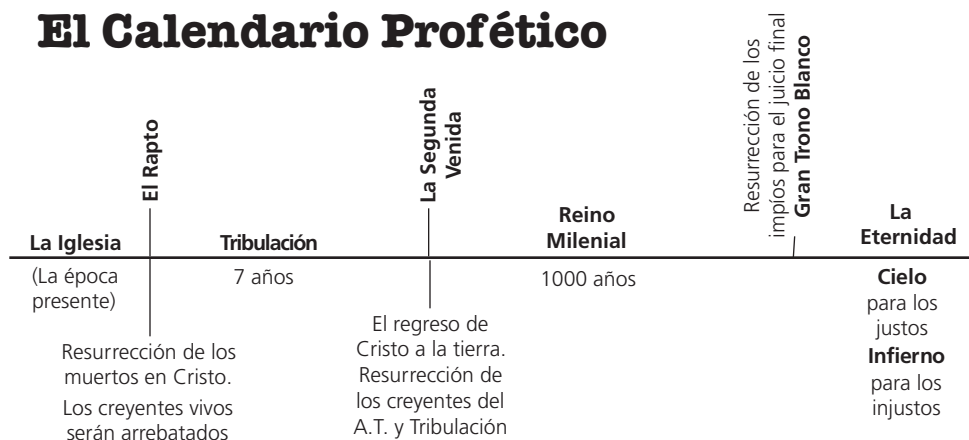 El Calendario Profético
El Rapto
La Segunda
Venida
Resurrección de los
impíos para el juicio final
Gran Trono Blanco
La Iglesia
Tribulación
Reino
Milenial
La
Eternidad
(La época
presente)
7 años
1000 años
Cielo
para los
justos
Infierno
para los
injustos
Resurrección de los
muertos en Cristo.
Los creyentes vivos
serán arrebatados
El regreso de
Cristo a la tierra.
Resurrección de
los creyentes del
A.T. y Tribulación